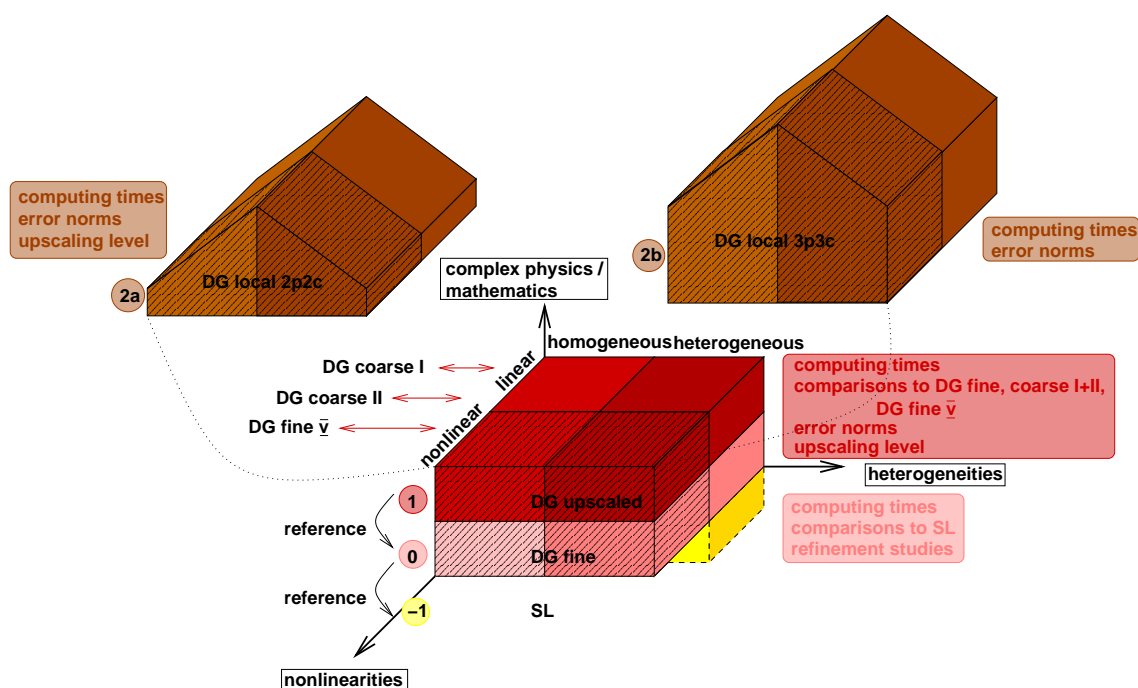 computing times
error norms
upscaling level
2a
DG local 2p2c
2b
DG local 3p3c
computing times
error norms
complex physics /
mathematics
homogeneous
heterogeneous
linear
nonlinear
DG coarse I
DG coarse II
DG fine v
computing times
comparisons to DG fine, coarse I+II,
DG fine v
error norms
upscaling level
heterogeneities
1
DG upscaled
reference
0
DG fine
computing times
comparisons to SL
refinement studies
reference
−1
SL
nonlinearities